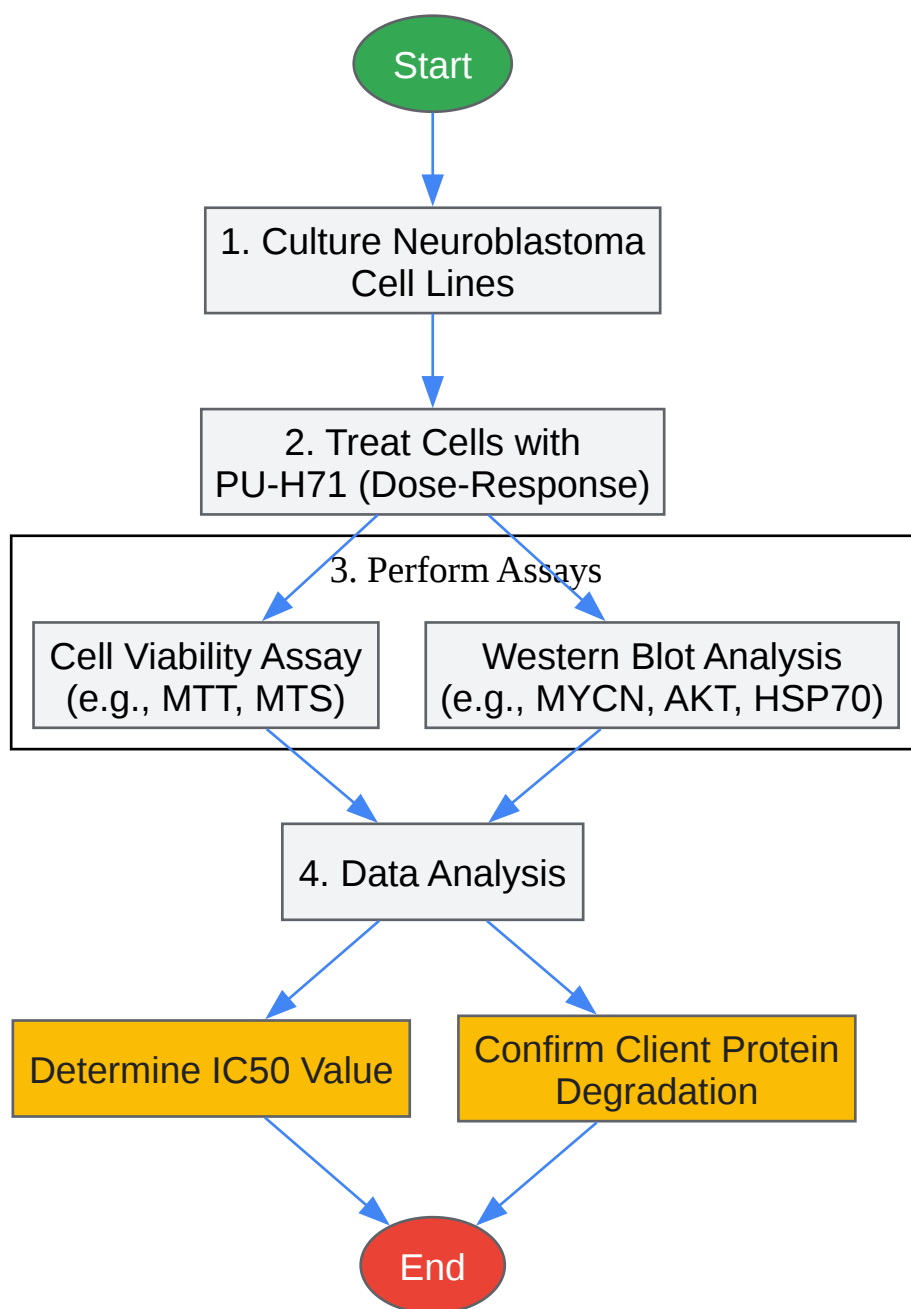 Start
1. Culture Neuroblastoma
Cell Lines
2. Treat Cells with
PU-H71 (Dose-Response)
3. Perform Assays
Cell Viability Assay
(e.g., MTT, MTS)
Western Blot Analysis
(e.g., MYCN, AKT, HSP70)
4. Data Analysis
Determine IC50 Value
Confirm Client Protein
Degradation
End